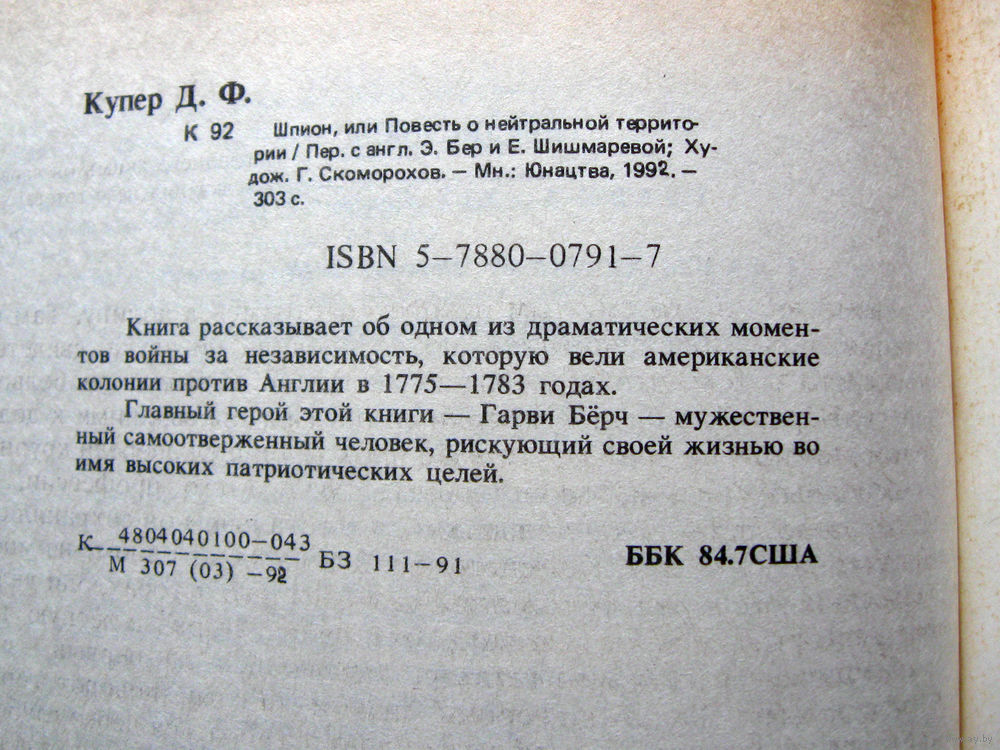 Купер Д. Ф.
К 92 Шпион, или Повесть о нейтральной террито-
рии / Пер. с англ. Э. Бер и Е. Шишмаревой; Ху-
дож. Г. Скоморохов. — Мн.: Юнацтва, 1992. —
303 с.
ISBN 5–7880–0791–7
Книга рассказывает об одном из драматических момен-
тов войны за независимость, которую вели американские
колонии против Англии в 1775—1783 годах.
Главный герой этой книги — Гарви Бёрч — мужествен-
ный самоотверженный человек, рискующий своей жизнью во
имя высоких патриотических целей.
К 4804040100–043
М 307 (03) –92
БЗ 111–91
ББК 84.7США